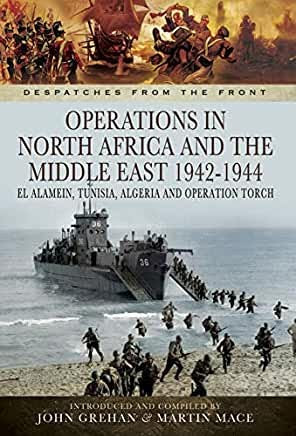 DESPATCHES FROM THE FRONT
OPERATIONS IN
NORTH AFRICA AND THE
MIDDLE EAST 1942-1944
EL ALAMEIN, TUNISIA, ALGERIA AND OPERATION TORCH
36
36
INTRODUCED AND COMPILED BY
JOHN GREHAN & MARTIN MACE